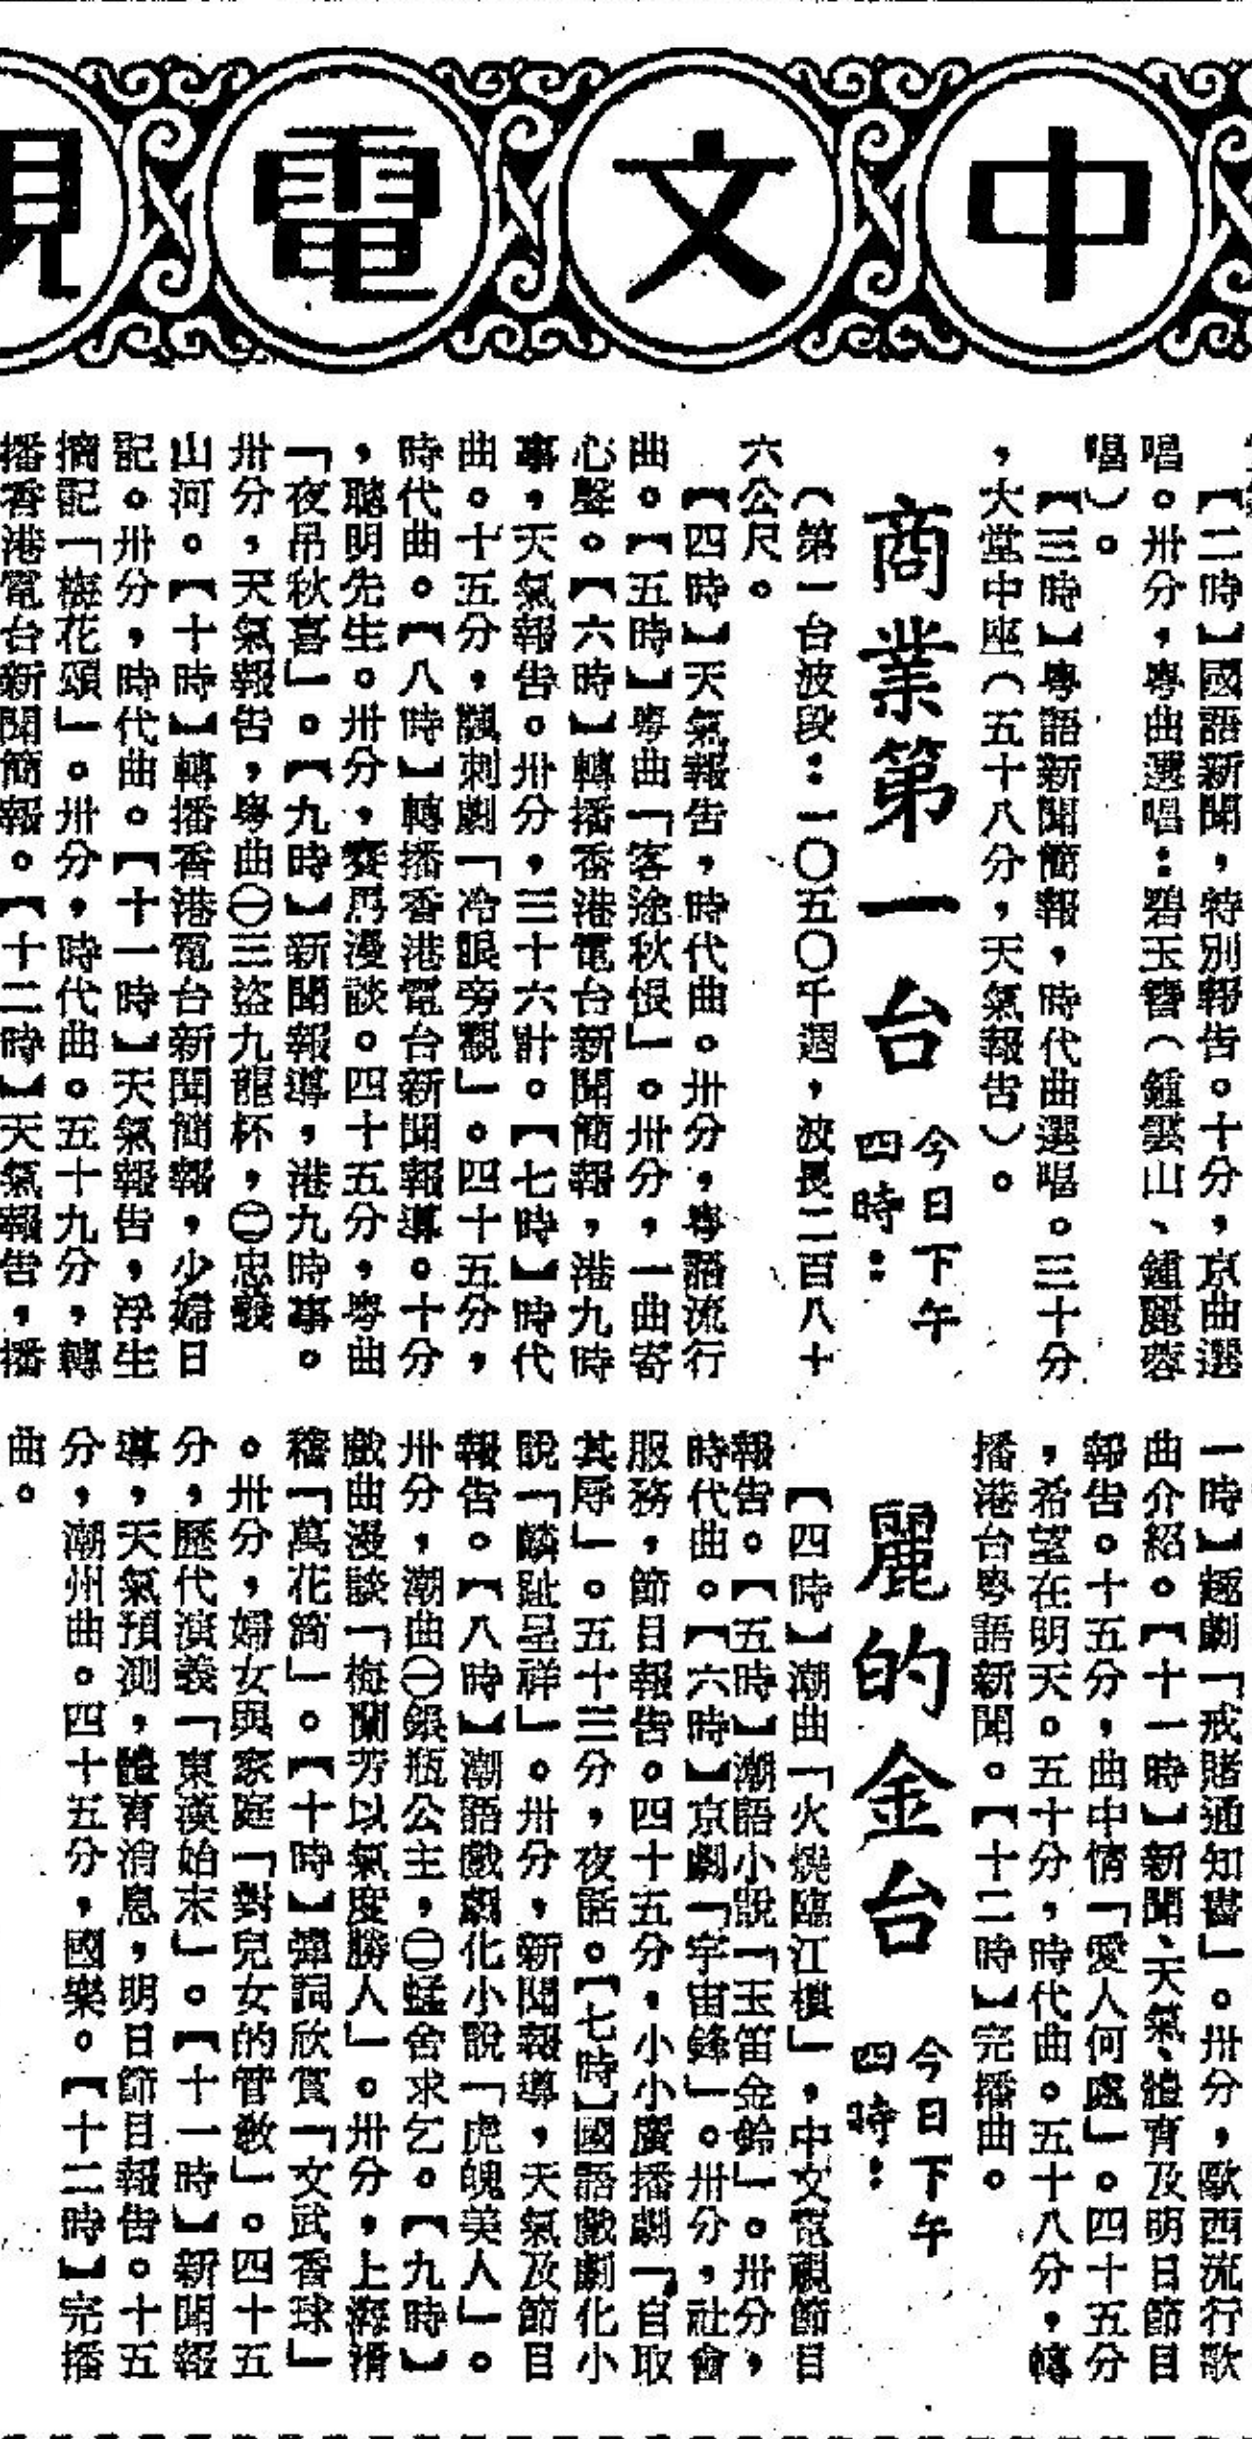 中文電視
【二時】國語新聞,特別報告。十分,京曲選
唱。卅分,粵曲選唱:碧玉簪(鍾雲山、鍾麗蓉
唱)。
【三時】粵語新聞簡報,時代曲選唱。三十分
,大堂中座(五十八分,天氣報告)。
商業第一台
今日下午
四時:
(第一台波段:一〇五〇千週,波長二百八十
六公尺。
【四時】天氣報告,時代曲。卅分,粵語流行
曲。【五時】粵曲「客途秋恨」。卅分,一曲寄
心聲。【六時】轉播香港電台新聞簡報,港九時
事,天氣報告。卅分,三十六計。【七時】時代
曲。十五分,諷刺劇「冷眼旁觀」。四十五分,
時代曲。【八時】轉播香港電台新聞報導。十分
,聰明先生。卅分,賽馬漫談。四十五分,粵曲
「夜吊秋喜」。【九時】新聞報導,港九時事。
卅分,天氣報告,粵曲㊀三盜九龍杯,㊁忠義
山河。【十時】轉播香港電台新聞簡報,少婦日
記。卅分,時代曲。【十一時】天氣報告,浮生
摘記「梅花頌」。卅分,時代曲。五十九分,轉
播香港電台新聞簡報。【十二時】天氣報告,播
一時】越劇「戒賭通知書」。卅分,歐西流行歌
曲介紹。【十一時】新聞、天氣、體育及明日節目
報告。十五分,曲中情「愛人何處」。四十五分
,希望在明天。五十分,時代曲。五十八分,轉
播港台粵語新聞。【十二時】完播曲。
麗的金台
今日下午
四時:
【四時】潮曲「火燒臨江樓」,中文電視節目
報告。【五時】潮語小說「玉笛金鈴」。卅分,
時代曲。【六時】京劇「宇宙鋒」。卅分,社會
服務,節目報告。四十五分,小小廣播劇「自取
其辱」。五十三分,夜話。【七時】國語戲劇化小
說「麟趾呈祥」。卅分,新聞報導,天氣及節目
報告。【八時】潮語戲劇化小說「虎魄美人」。
卅分,潮曲㊀銀瓶公主,㊁蜢舍求乞。【九時】
戲曲漫談「梅蘭芳以氣度勝人」。卅分,上海滑
稽「萬花筒」。【十時】彈詞欣賞「文武香球」
。卅分,婦女與家庭「對兒女的管教」。四十五
分,歷代演義「東漢始末」。【十一時】新聞報
導,天氣預測,體育消息,明日節目報告。十五
分,潮州曲。四十五分,國樂。【十二時】完播
曲。